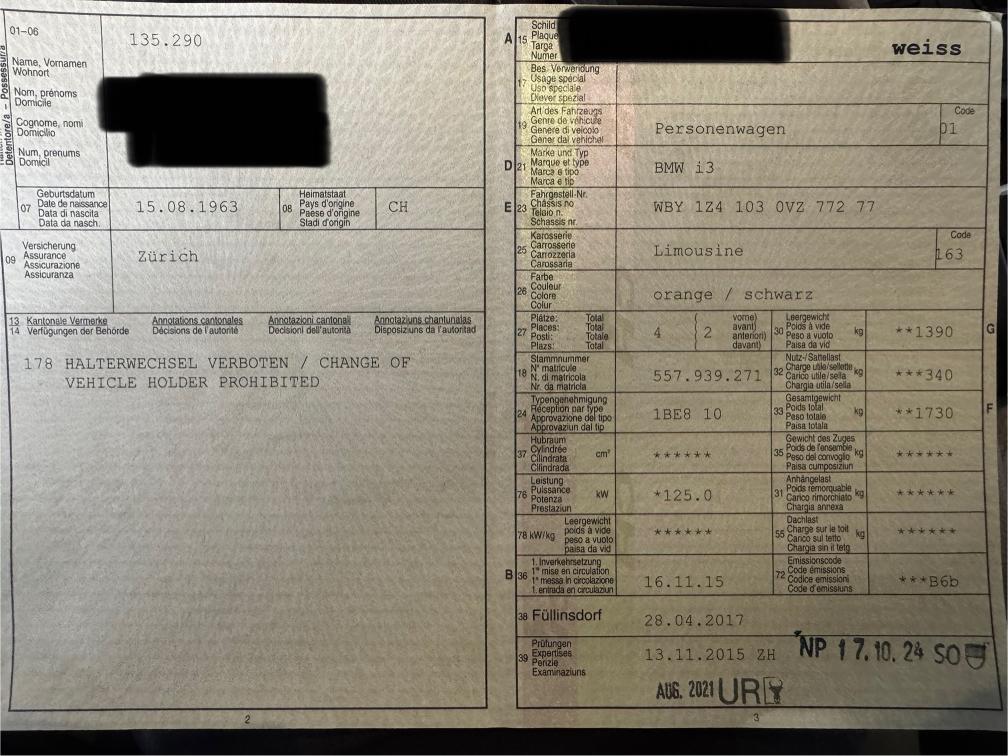 01-06
135.290
Name, Vornamen
Wohnort
Nom, prénoms
Domicile
Cognome, nomi
Domicilio
Num, prenums
Domicil
Detentore/a – Possessur/a
07
Geburtsdatum
Date de naissance
Data di nascita
Data da nasch.
15.08.1963
08
Heimatstaat
Pays d'origine
Paese d'origine
Stadi d'origin
CH
09
Versicherung
Assurance
Assicurazione
Assicuranza
Zürich
13 Kantonale Vermerke
14 Verfügungen der Behörde
Annotations cantonales
Décisions de l'autorité
Annotazioni cantonali
Decisioni dell'autorità
Annotaziuns chantunalas
Disposiziuns da l'autoritad
178 HALTERWECHSEL VERBOTEN / CHANGE OF
VEHICLE HOLDER PROHIBITED
2
A 15
Schild
Plaque
Targa
Numer
weiss
17
Bes. Verwendung
Usage spécial
Uso speciale
Diever spezial
19
Art des Fahrzeugs
Genre de véhicule
Genere di veicolo
Gener dal vehichel
Personenwagen
Code
01
D 21
Marke und Typ
Marque et type
Marca e tipo
Marca e tip
BMW i3
E 23
Fahrgestell-Nr.
Châssis no
Telaio n.
Schassis nr.
WBY 1Z4 103 0VZ 772 77
25
Karosserie
Carrosserie
Carrozzeria
Carossaria
Limousine
Code
163
26
Farbe
Couleur
Colore
Colur
orange / schwarz
27
Plätze: Total
Places: Total
Posti: Totale
Plazs: Total
4
( 2
vorne)
avant)
anteriori)
davant)
30
Leergewicht
Poids à vide
Peso a vuoto
Paisa da vid
kg
**1390
G
18
Stammnummer
N° matricule
N. di matricola
Nr. da matricla
557.939.271
32
Nutz-/Sattellast
Charge utile/sellette
Carico utile/sella
Chargia utila/sella
kg
***340
24
Typengenehmigung
Réception par type
Approvazione del tipo
Approvaziun dal tip
1BE8 10
33
Gesamtgewicht
Poids total
Peso totale
Paisa totala
kg
**1730
F
37
Hubraum
Cylindrée
Cilindrata
Cilindrada
cm³
******
35
Gewicht des Zuges
Poids de l'ensemble
Peso del convoglio
Paisa cumposiziun
kg
******
76
Leistung
Puissance
Potenza
Prestaziun
kW
*125.0
31
Anhängelast
Poids remorquable
Carico rimorchiato
Chargia annexa
kg
******
78 kW/kg
Leergewicht
poids à vide
peso a vuoto
paisa da vid
******
55
Dachlast
Charge sur le toit
Carico sul tetto
Chargia sin il tetg
kg
******
B 36
1. Inverkehrsetzung
1re mise en circulation
1a messa in circolazione
1. entrada en circulaziun
16.11.15
72
Emissionscode
Code émissions
Codice emissioni
Code d'emissiuns
***B6b
38 Füllinsdorf
28.04.2017
39
Prüfungen
Expertises
Perizie
Examinaziuns
13.11.2015 ZH
NP 17.10.24 SO
AUG. 2021 UR
3